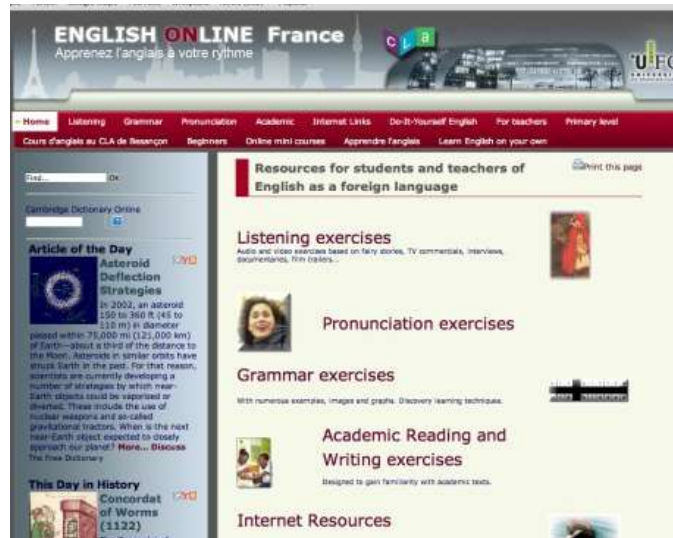 ENGLISH ONLINE France
Apprenez l'anglais à votre rythme
cla
UFC
Home Listening Grammar Pronunciation Academic Internet Links Do-It-Yourself English For teachers Primary level
Cours d'anglais au CLA de Besançon Beginners Online mini courses Apprendre l'anglais Learn English on your own
Find... OK
Cambridge Dictionary Online
Article of the Day
Asteroid
Deflection
Strategies
In 2002, an asteroid
150 to 360 ft (45 to
110 m) in diameter
passed within 75,000 mi (121,000 km)
of Earth—about a third of the distance to
the Moon. Asteroids in similar orbits have
struck Earth in the past. For that reason,
scientists are currently developing a
number of strategies by which near-
Earth objects could be vaporized or
diverted. These include the use of
nuclear weapons and so-called
gravitational tractors. When is the next
near-Earth object expected to closely
approach our planet? More... Discuss
The Free Dictionary
This Day in History
Concordat
of Worms
(1122)
Print this page
Resources for students and teachers of
English as a foreign language
Listening exercises
Audio and video exercises based on fairy stories, TV commercials, interviews,
documentaries, film trailers...
Pronunciation exercises
Grammar exercises
With numerous examples, images and graphs. Discovery learning techniques.
Academic Reading and
Writing exercises
Designed to gain familiarity with academic texts.
Internet Resources